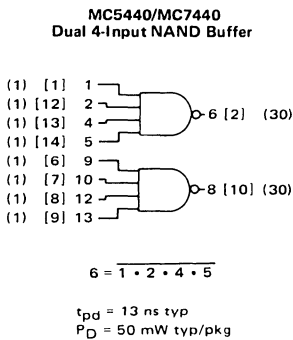 MC5440/MC7440
Dual 4-Input NAND Buffer
(1) [1] 1
(1) [12] 2
(1) [13] 4
(1) [14] 5
6 [2] (30)
(1) [6] 9
(1) [7] 10
(1) [8] 12
(1) [9] 13
8 [10] (30)
6 = 1 • 2 • 4 • 5
tpd = 13 ns typ
PD = 50 mW typ/pkg